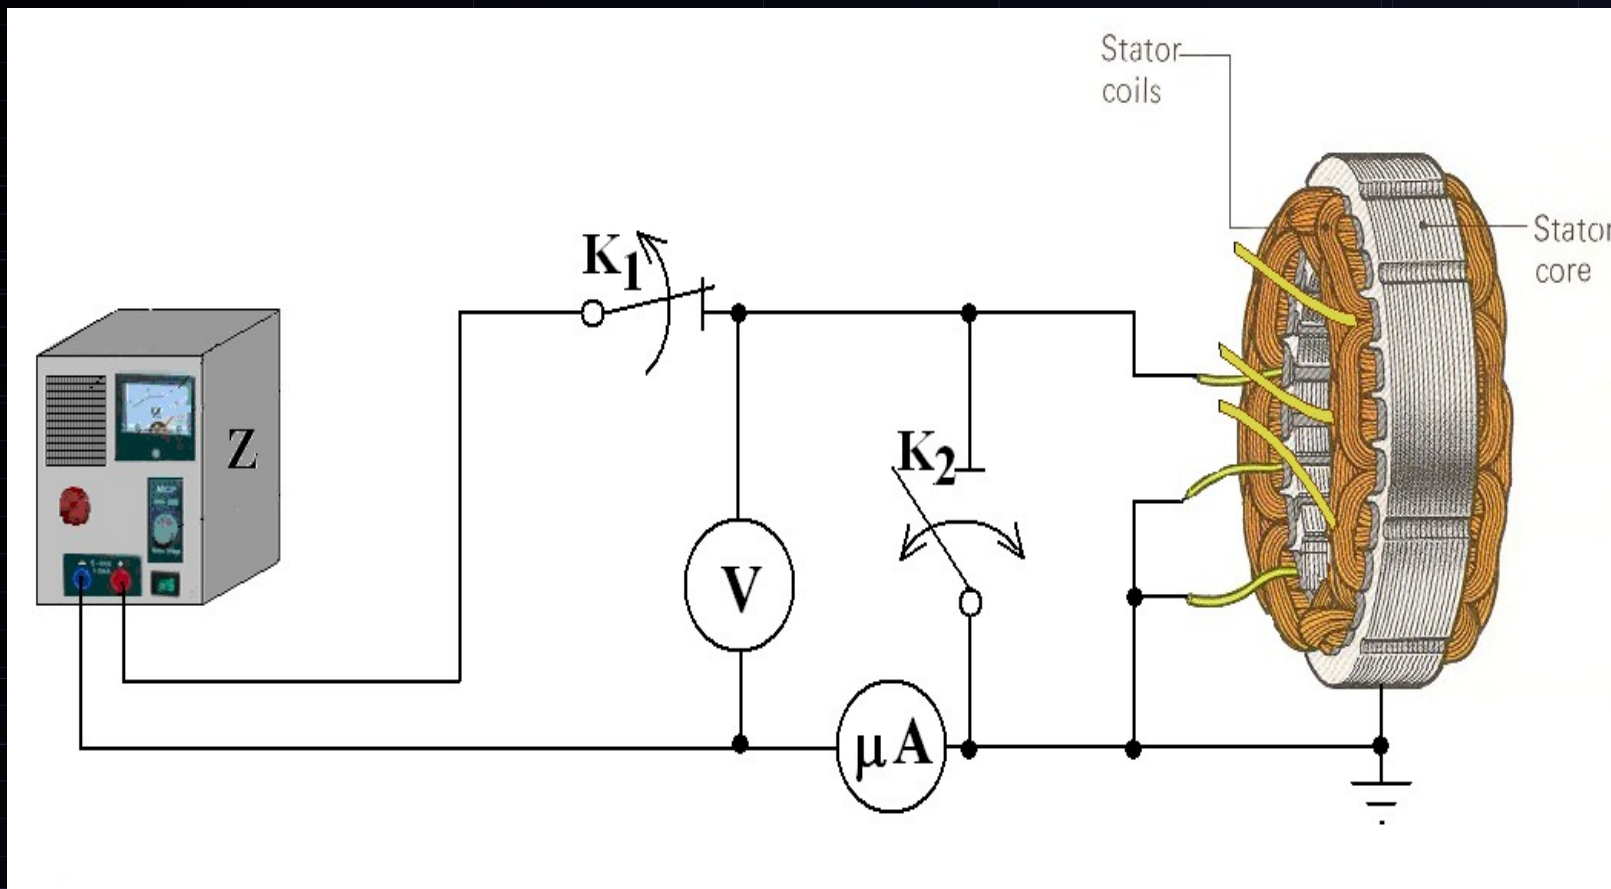 Stator
coils
Stator
core
K1
Z
K2
V
μA